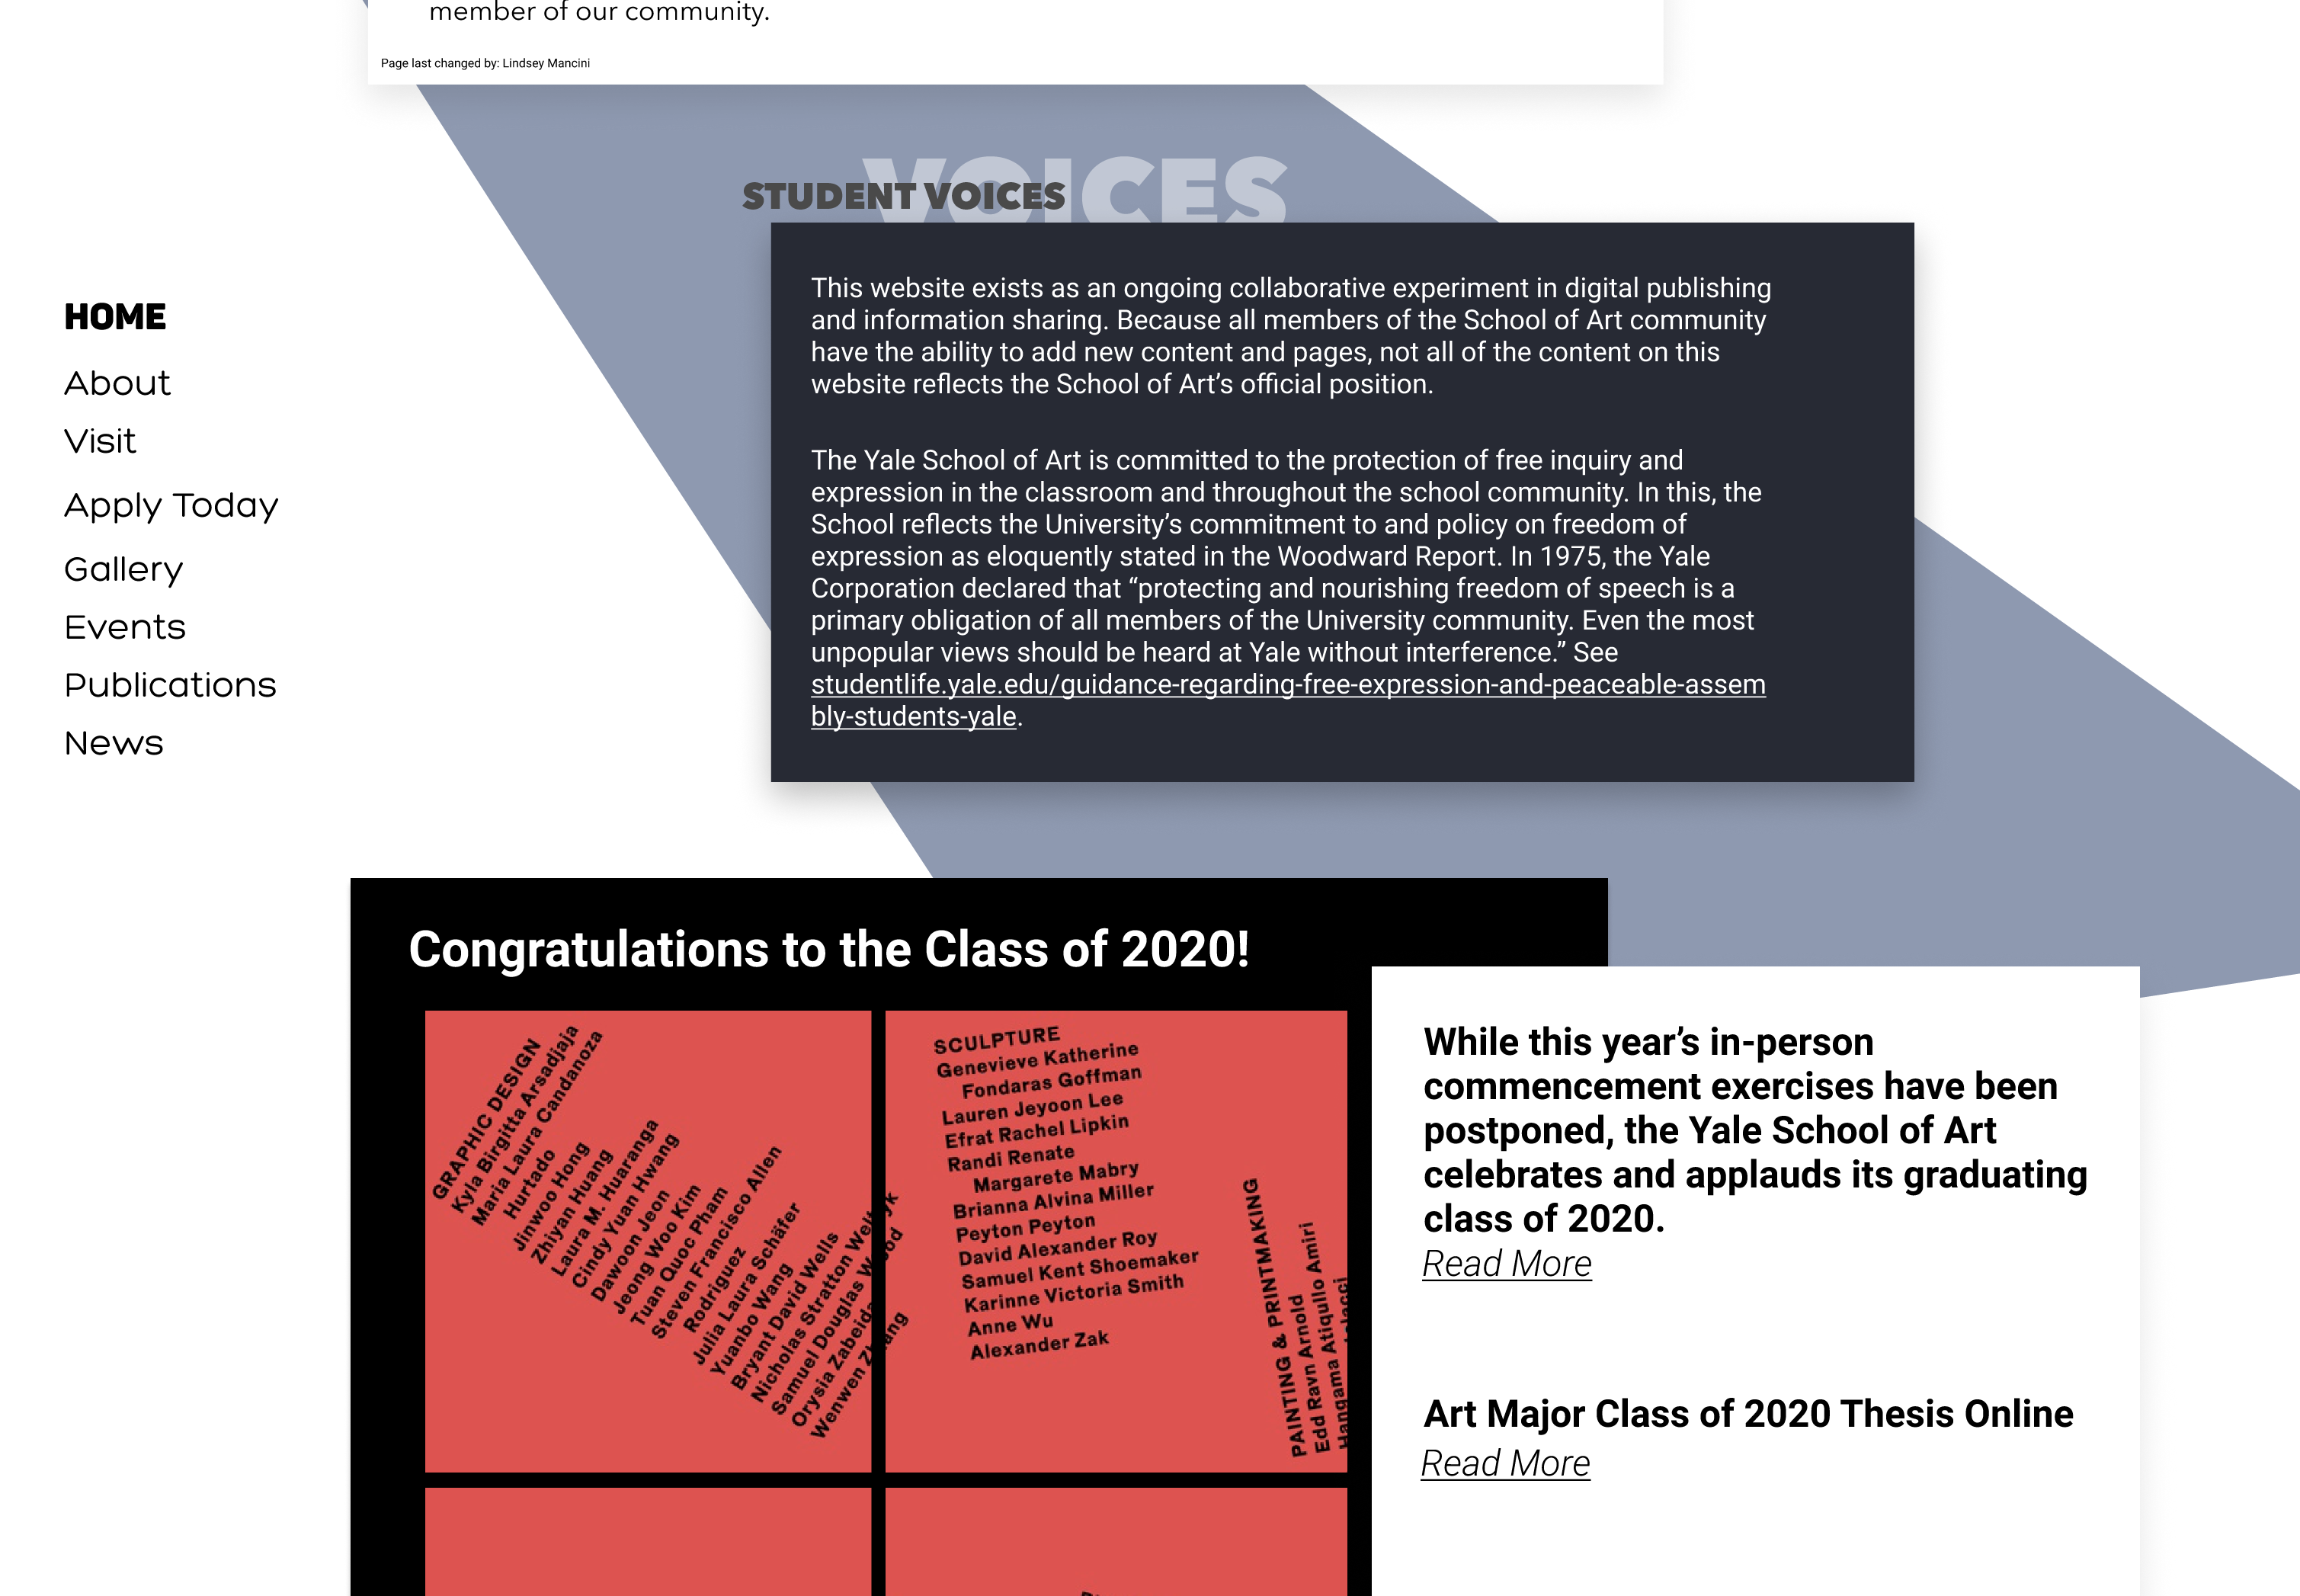 member of our community.
Page last changed by: Lindsey Mancini
VOICES
STUDENT VOICES
HOME
About
Visit
Apply Today
Gallery
Events
Publications
News
This website exists as an ongoing collaborative experiment in digital publishing
and information sharing. Because all members of the School of Art community
have the ability to add new content and pages, not all of the content on this
website reflects the School of Art’s official position.
The Yale School of Art is committed to the protection of free inquiry and
expression in the classroom and throughout the school community. In this, the
School reflects the University’s commitment to and policy on freedom of
expression as eloquently stated in the Woodward Report. In 1975, the Yale
Corporation declared that “protecting and nourishing freedom of speech is a
primary obligation of all members of the University community. Even the most
unpopular views should be heard at Yale without interference.” See
studentlife.yale.edu/guidance-regarding-free-expression-and-peaceable-assem
bly-students-yale.
Congratulations to the Class of 2020!
GRAPHIC DESIGN
Kyla Birgitta Arsadjaja
Maria Laura Candanoza
Hurtado
Jinwoo Hong
Zhiyan Huang
Laura M. Huaranga
Cindy Yuan Hwang
Dawoon Jeon
Jeong Woo Kim
Tuan Quoc Pham
Steven Francisco Allen
Rodriguez
Julia Laura Schäfer
Yuanbo Wang
Bryant David Wells
Nicholas Stratton
Samuel Douglas Wood
Orysia Zabeida
Wenwen Zhang
SCULPTURE
Genevieve Katherine
Fondaras Goffman
Lauren Jeyoon Lee
Efrat Rachel Lipkin
Randi Renate
Margarete Mabry
Brianna Alvina Miller
Peyton Peyton
David Alexander Roy
Samuel Kent Shoemaker
Karinne Victoria Smith
Anne Wu
Alexander Zak
PAINTING & PRINTMAKING
Edd Ravn Arnold
Hangama Atiqullo Amiri
While this year’s in-person
commencement exercises have been
postponed, the Yale School of Art
celebrates and applauds its graduating
class of 2020.
Read More
Art Major Class of 2020 Thesis Online
Read More